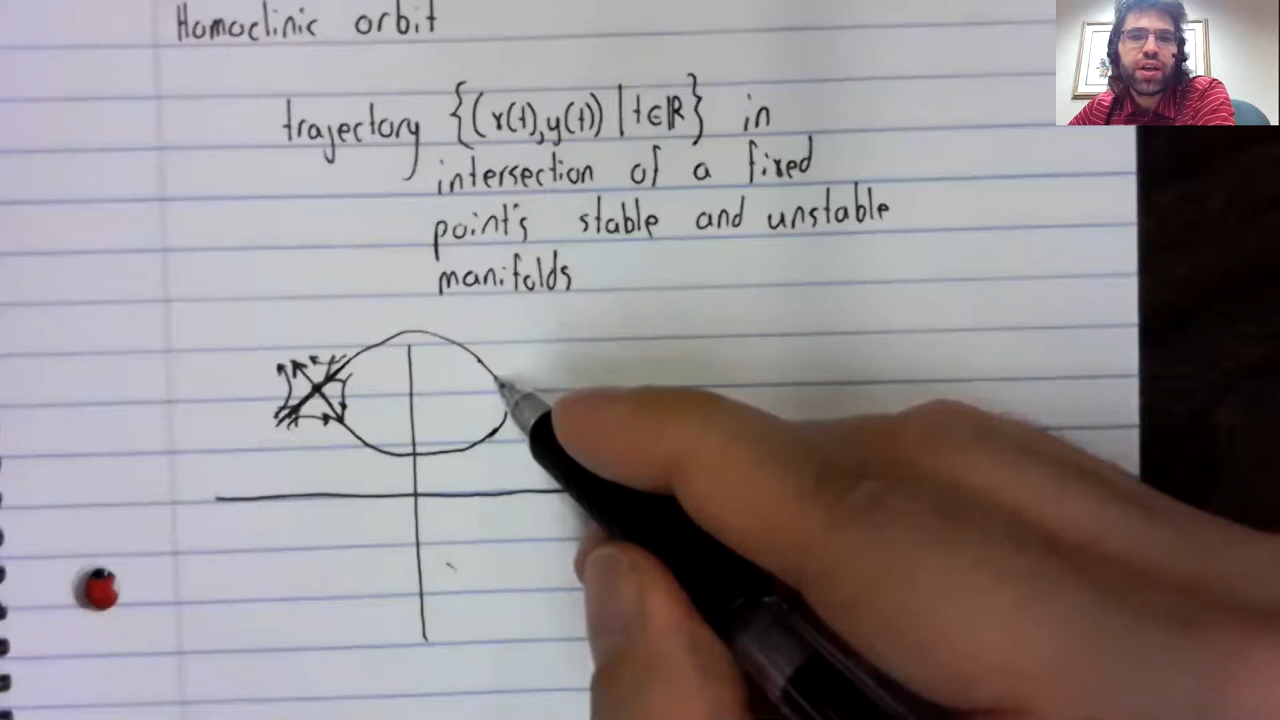 Homoclinic orbit
trajectory {(x(t),y(t)) | t∈ℝ} in
intersection of a fixed
point's stable and unstable
manifolds